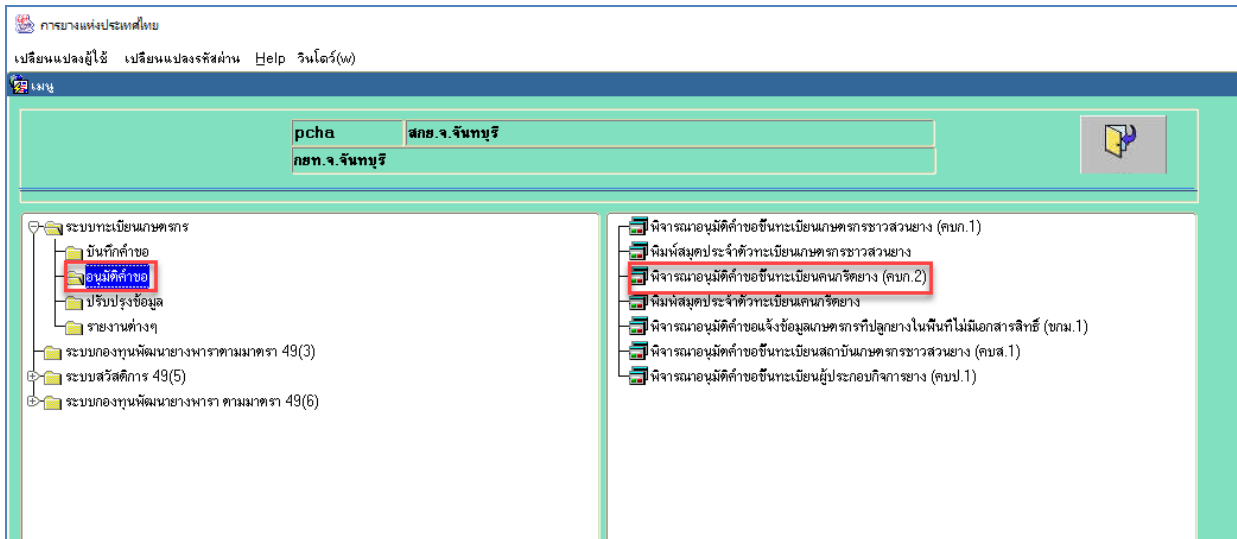 การยางแห่งประเทศไทย
เปลี่ยนแปลงผู้ใช้ เปลี่ยนแปลงรหัสผ่าน Help วินโดว์(w)
เมนู
pcha สกย.จ.จันทบุรี
กยท.จ.จันทบุรี
ระบบทะเบียนเกษตรกร
บันทึกคำขอ
อนุมัติคำขอ
ปรับปรุงข้อมูล
รายงานต่างๆ
ระบบกองทุนพัฒนายางพาราตามมาตรา 49(3)
ระบบสวัสดิการ 49(5)
ระบบกองทุนพัฒนายางพารา ตามมาตรา 49(6)
พิจารณาอนุมัติคำขอขึ้นทะเบียนเกษตรกรชาวสวนยาง (คบก.1)
พิมพ์สมุดประจำตัวทะเบียนเกษตรกรชาวสวนยาง
พิจารณาอนุมัติคำขอขึ้นทะเบียนคนกรีดยาง (คบก.2)
พิมพ์สมุดประจำตัวทะเบียนคนกรีดยาง
พิจารณาอนุมัติคำขอแจ้งข้อมูลเกษตรกรที่ปลูกยางในพื้นที่ไม่มีเอกสารสิทธิ์ (ขกม.1)
พิจารณาอนุมัติคำขอขึ้นทะเบียนสถาบันเกษตรกรชาวสวนยาง (คบส.1)
พิจารณาอนุมัติคำขอขึ้นทะเบียนผู้ประกอบกิจการยาง (คบป.1)